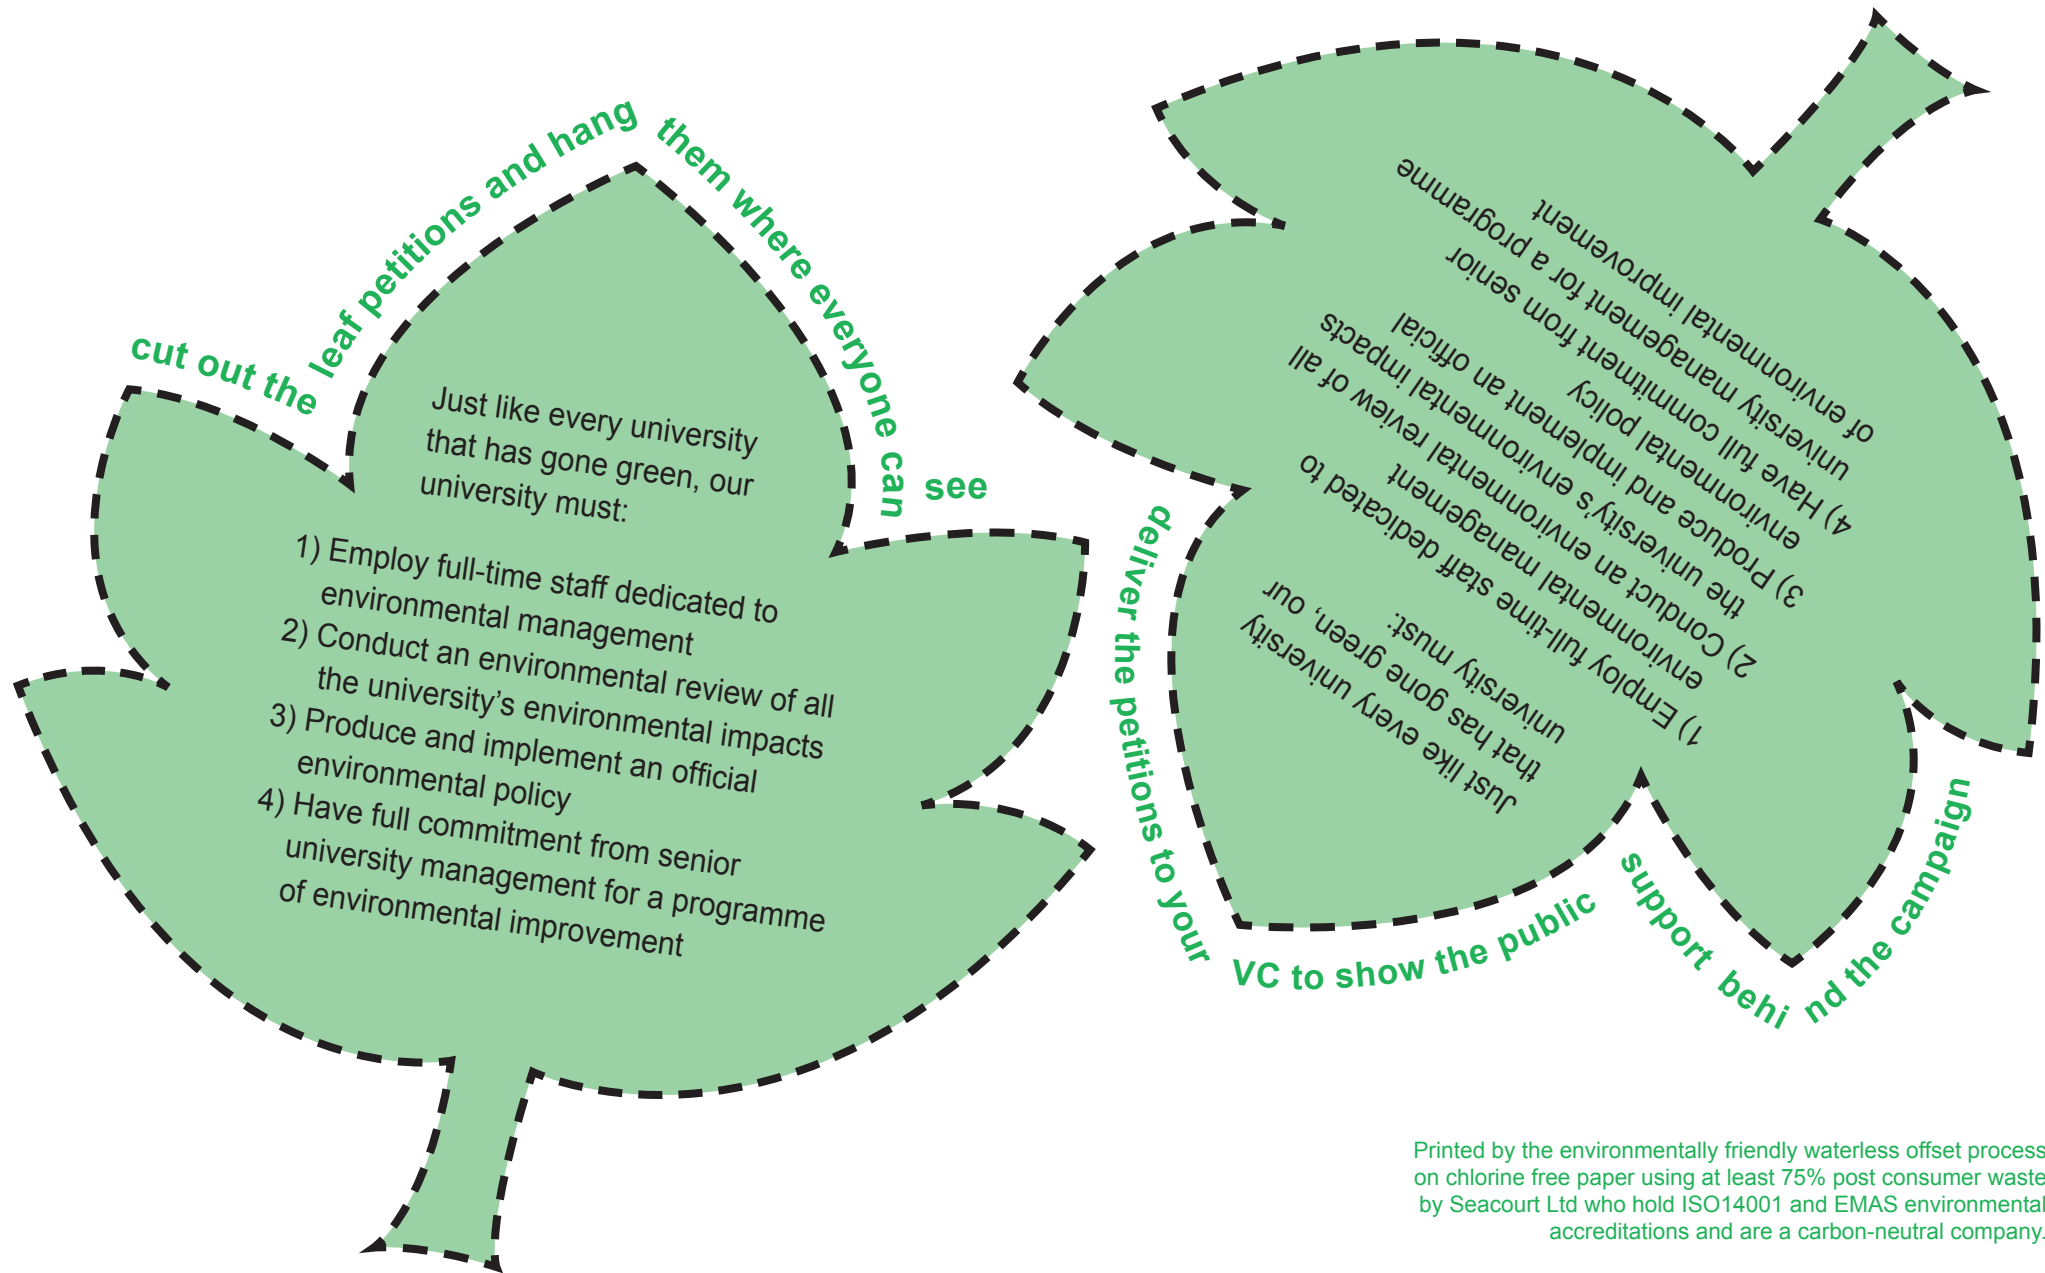 cut out the leaf petitions and hang them where everyone can see
Just like every university
that has gone green, our
university must:
1) Employ full-time staff dedicated to
environmental management
2) Conduct an environmental review of all
the university’s environmental impacts
3) Produce and implement an official
environmental policy
4) Have full commitment from senior
university management for a programme
of environmental improvement
deliver the petitions to your VC to show the public support behi nd the campaign
Just like every university
that has gone green, our
university must:
1) Employ full-time staff dedicated to
environmental management
2) Conduct an environmental review of all
the university’s environmental impacts
3) Produce and implement an official
environmental policy
4) Have full commitment from senior
university management for a programme
of environmental improvement
Printed by the environmentally friendly waterless offset process
on chlorine free paper using at least 75% post consumer waste
by Seacourt Ltd who hold ISO14001 and EMAS environmental
accreditations and are a carbon-neutral company.